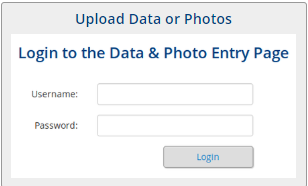 Upload Data or Photos
Login to the Data & Photo Entry Page
Username:
Password:
Login